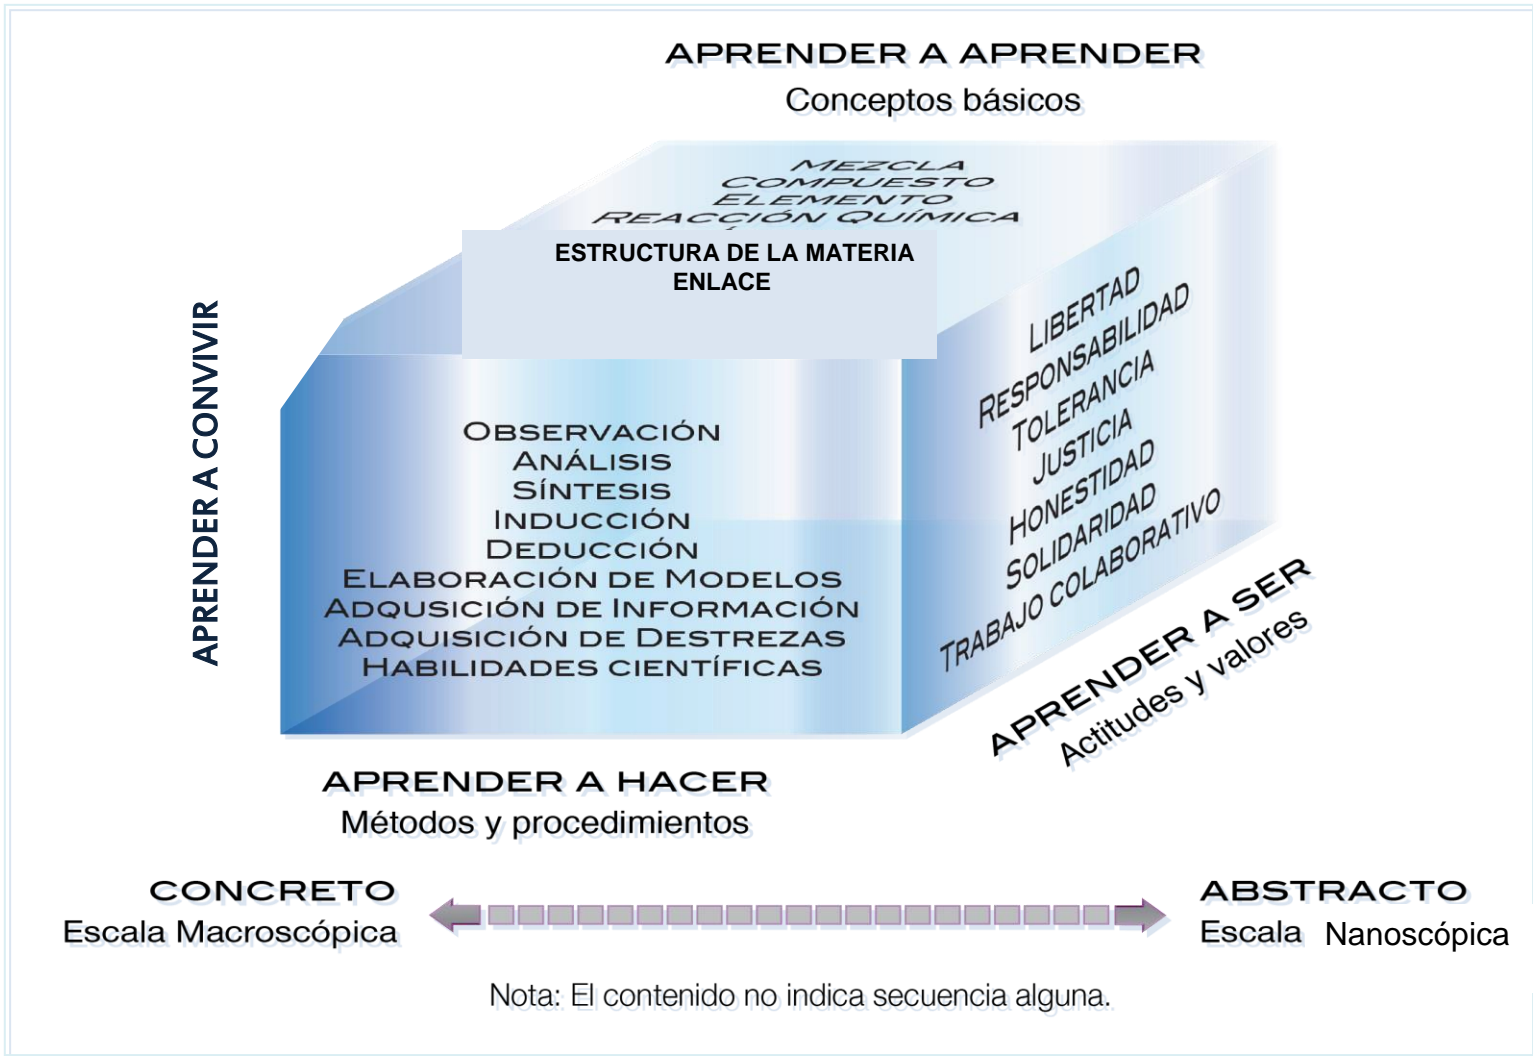 APRENDER A APRENDER
Conceptos básicos
MEZCLA
COMPUESTO
ELEMENTO
REACCIÓN QUÍMICA
ESTRUCTURA DE LA MATERIA
ENLACE
APRENDER A CONVIVIR
OBSERVACIÓN
ANÁLISIS
SÍNTESIS
INDUCCIÓN
DEDUCCIÓN
ELABORACIÓN DE MODELOS
ADQUSICIÓN DE INFORMACIÓN
ADQUISICIÓN DE DESTREZAS
HABILIDADES CIENTÍFICAS
LIBERTAD
RESPONSABILIDAD
TOLERANCIA
JUSTICIA
HONESTIDAD
SOLIDARIDAD
TRABAJO COLABORATIVO
APRENDER A SER
Actitudes y valores
APRENDER A HACER
Métodos y procedimientos
CONCRETO
Escala Macroscópica
ABSTRACTO
Escala Nanoscópica
Nota: El contenido no indica secuencia alguna.